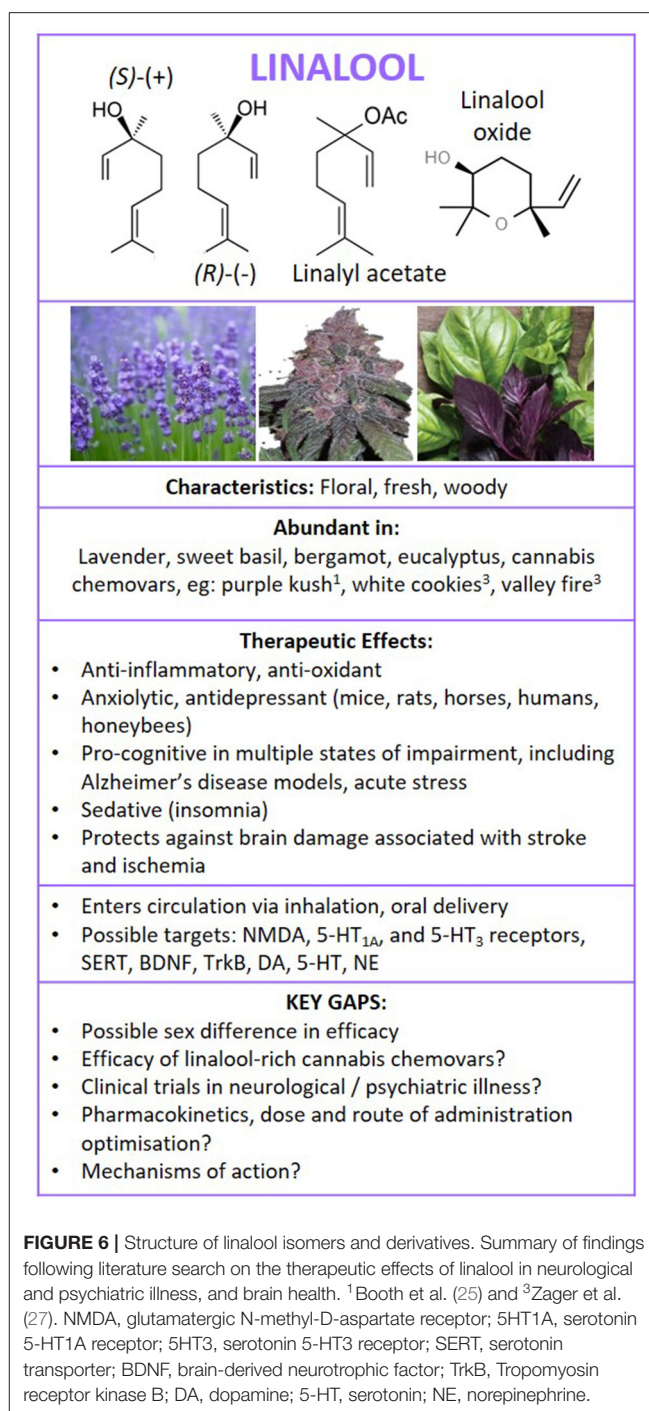 LINALOOL
(S)-(+)
HO
OH
(R)-(-)
OAc
Linalyl acetate
Linalool
oxide
HO
O
Characteristics: Floral, fresh, woody
Abundant in:
Lavender, sweet basil, bergamot, eucalyptus, cannabis
chemovars, eg: purple kush¹, white cookies³, valley fire³
Therapeutic Effects:
• Anti-inflammatory, anti-oxidant
• Anxiolytic, antidepressant (mice, rats, horses, humans,
honeybees)
• Pro-cognitive in multiple states of impairment, including
Alzheimer's disease models, acute stress
• Sedative (insomnia)
• Protects against brain damage associated with stroke
and ischemia
• Enters circulation via inhalation, oral delivery
• Possible targets: NMDA, 5-HT₁A, and 5-HT₃ receptors,
SERT, BDNF, TrkB, DA, 5-HT, NE
KEY GAPS:
• Possible sex difference in efficacy
• Efficacy of linalool-rich cannabis chemovars?
• Clinical trials in neurological / psychiatric illness?
• Pharmacokinetics, dose and route of administration
optimisation?
• Mechanisms of action?
FIGURE 6 | Structure of linalool isomers and derivatives. Summary of findings
following literature search on the therapeutic effects of linalool in neurological
and psychiatric illness, and brain health. ¹Booth et al. (25) and ³Zager et al.
(27). NMDA, glutamatergic N-methyl-D-aspartate receptor; 5HT1A, serotonin
5-HT1A receptor; 5HT3, serotonin 5-HT3 receptor; SERT, serotonin
transporter; BDNF, brain-derived neurotrophic factor; TrkB, Tropomyosin
receptor kinase B; DA, dopamine; 5-HT, serotonin; NE, norepinephrine.